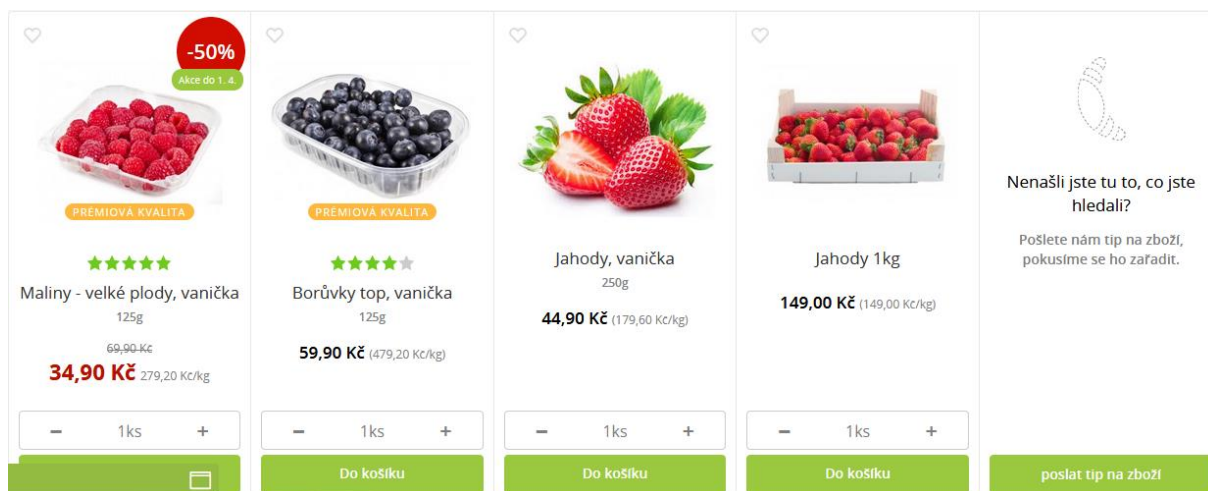 -50%
Akce do 1. 4.
PRÉMIOVÁ KVALITA
Maliny - velké plody, vanička
125g
69,90 Kč
34,90 Kč 279,20 Kč/kg
− 1ks +
PRÉMIOVÁ KVALITA
Borůvky top, vanička
125g
59,90 Kč (479,20 Kč/kg)
− 1ks +
Do košíku
Jahody, vanička
250g
44,90 Kč (179,60 Kč/kg)
− 1ks +
Do košíku
Jahody 1kg
149,00 Kč (149,00 Kč/kg)
− 1ks +
Do košíku
Nenašli jste tu to, co jste
hledali?
Pošlete nám tip na zboží,
pokusíme se ho zařadit.
poslat tip na zboží